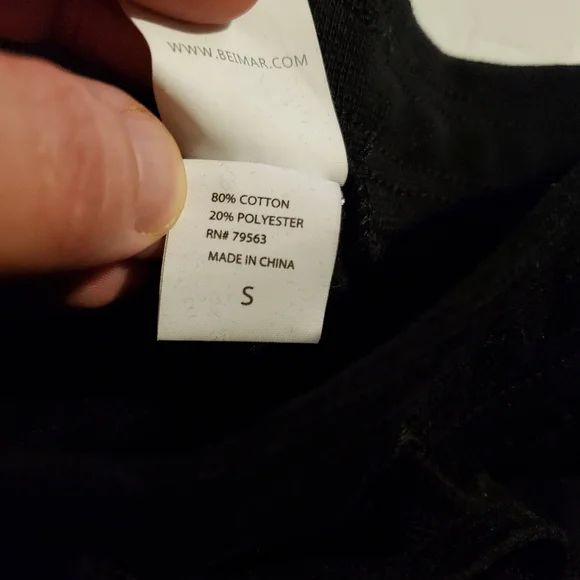 WWW.BEIMAR.COM
80% COTTON
20% POLYESTER
RN# 79563
MADE IN CHINA
S